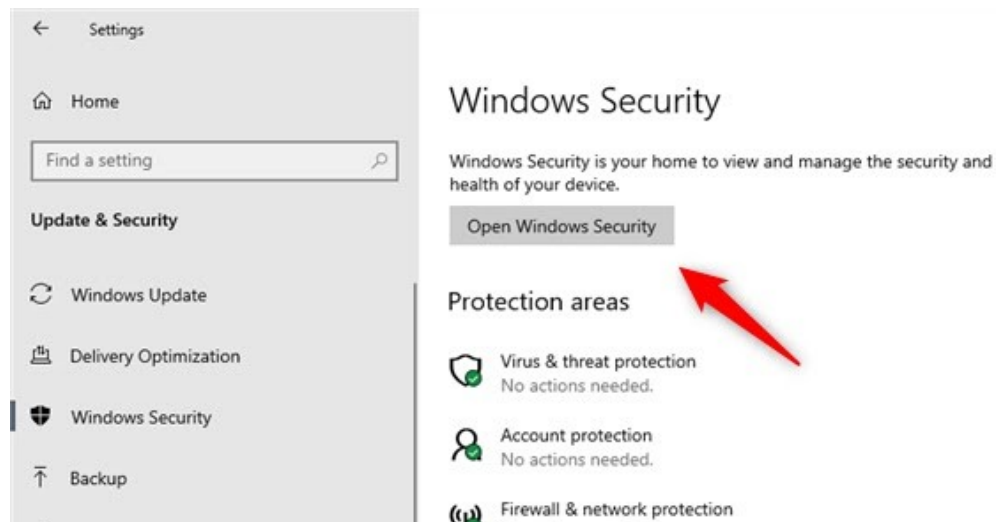 Settings
Home
Find a setting
Update & Security
Windows Update
Delivery Optimization
Windows Security
Backup
Windows Security
Windows Security is your home to view and manage the security and
health of your device.
Open Windows Security
Protection areas
Virus & threat protection
No actions needed.
Account protection
No actions needed.
Firewall & network protection